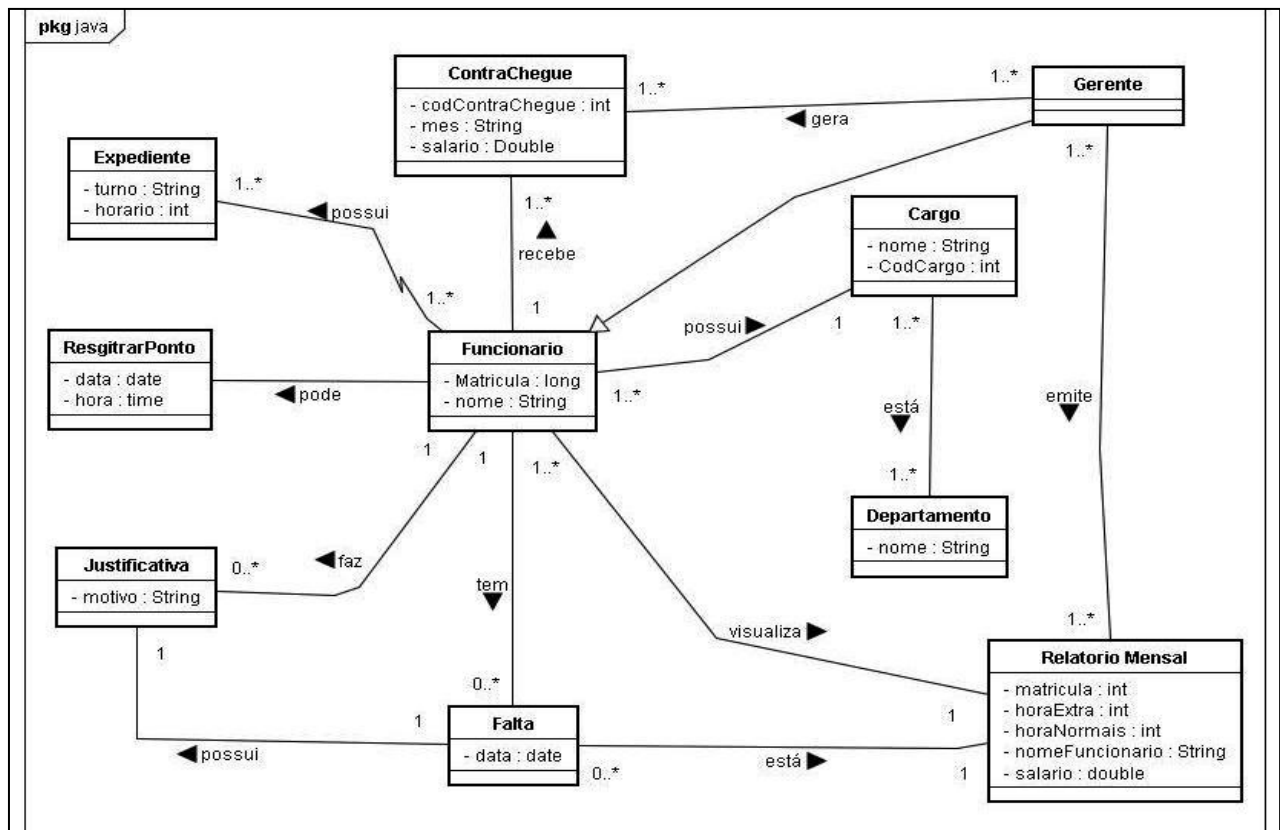 pkg java
ContraChegue
- codContraChegue : int
- mes : String
- salario : Double
1..*
1..*
gera
Gerente
1..*
Expediente
- turno : String
- horario : int
1..*
possui
1..*
1..*
recebe
1
Cargo
- nome : String
- CodCargo : int
possui
1
1..*
1..*
ResgitrarPonto
- data : date
- hora : time
pode
Funcionario
- Matricula : long
- nome : String
está
emite
1
1
1..*
1..*
Departamento
- nome : String
Justificativa
- motivo : String
0..*
faz
tem
visualiza
1..*
1
0..*
Relatorio Mensal
- matricula : int
- horaExtra : int
- horaNormais : int
- nomeFuncionario : String
- salario : double
1
1
possui
Falta
- data : date
0..*
está
1